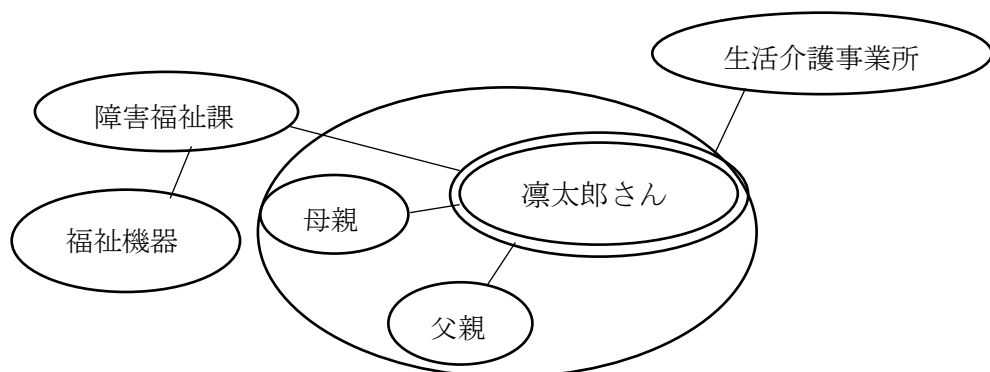 生活介護事業所
障害福祉課
凛太郎さん
母親
福祉機器
父親